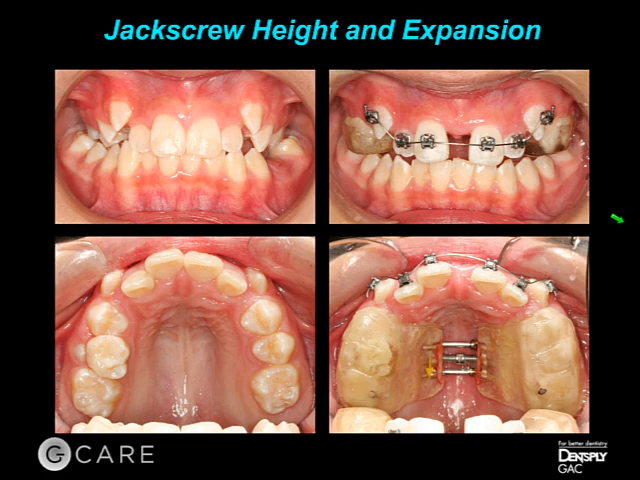 Jackscrew Height and Expansion
G CARE
For better dentistry
DENTSPLY
GAC